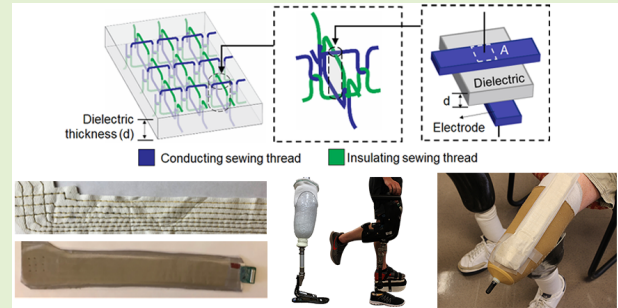 A
Dielectric
d
Electrode
Dielectric
thickness (d)
Conducting sewing thread
Insulating sewing thread